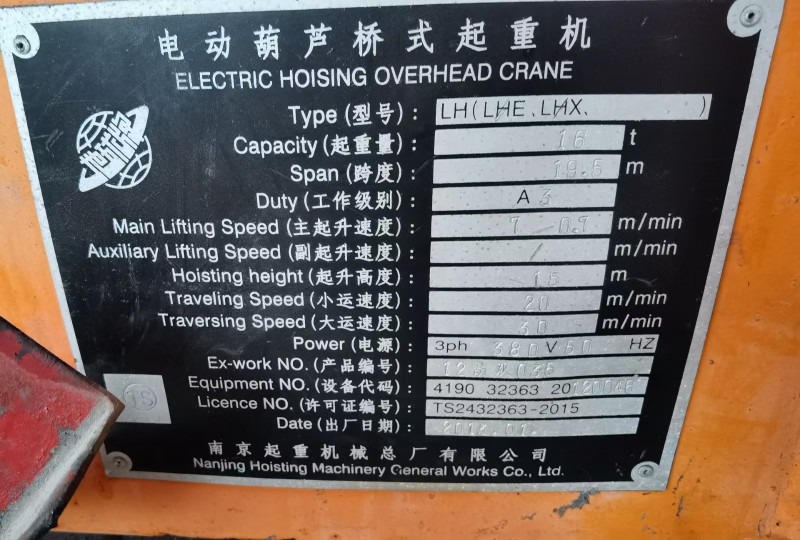 电动葫芦桥式起重机
ELECTRIC HOISING OVERHEAD CRANE
Type (型号): LH(LHE、LHX、 )
Capacity (起重量): 16 t
Span (跨度): 19.5 m
Duty (工作级别): A 3
Main Lifting Speed (主起升速度): 7 0.7 m/min
Auxiliary Lifting Speed (副起升速度): / m/min
Hoisting height (起升高度): 15 m
Traveling Speed (小运速度): 20 m/min
Traversing Speed (大运速度): 30 m/min
Power (电源): 3ph 380 V 50 HZ
Ex-work NO. (产品编号):
Equipment NO. (设备代码): 4190 32363 20120048
Licence NO. (许可证编号): TS2432363-2015
TS
Date (出厂日期):
南京起重机械总厂有限公司
Nanjing Hoisting Machinery General Works Co., Ltd.